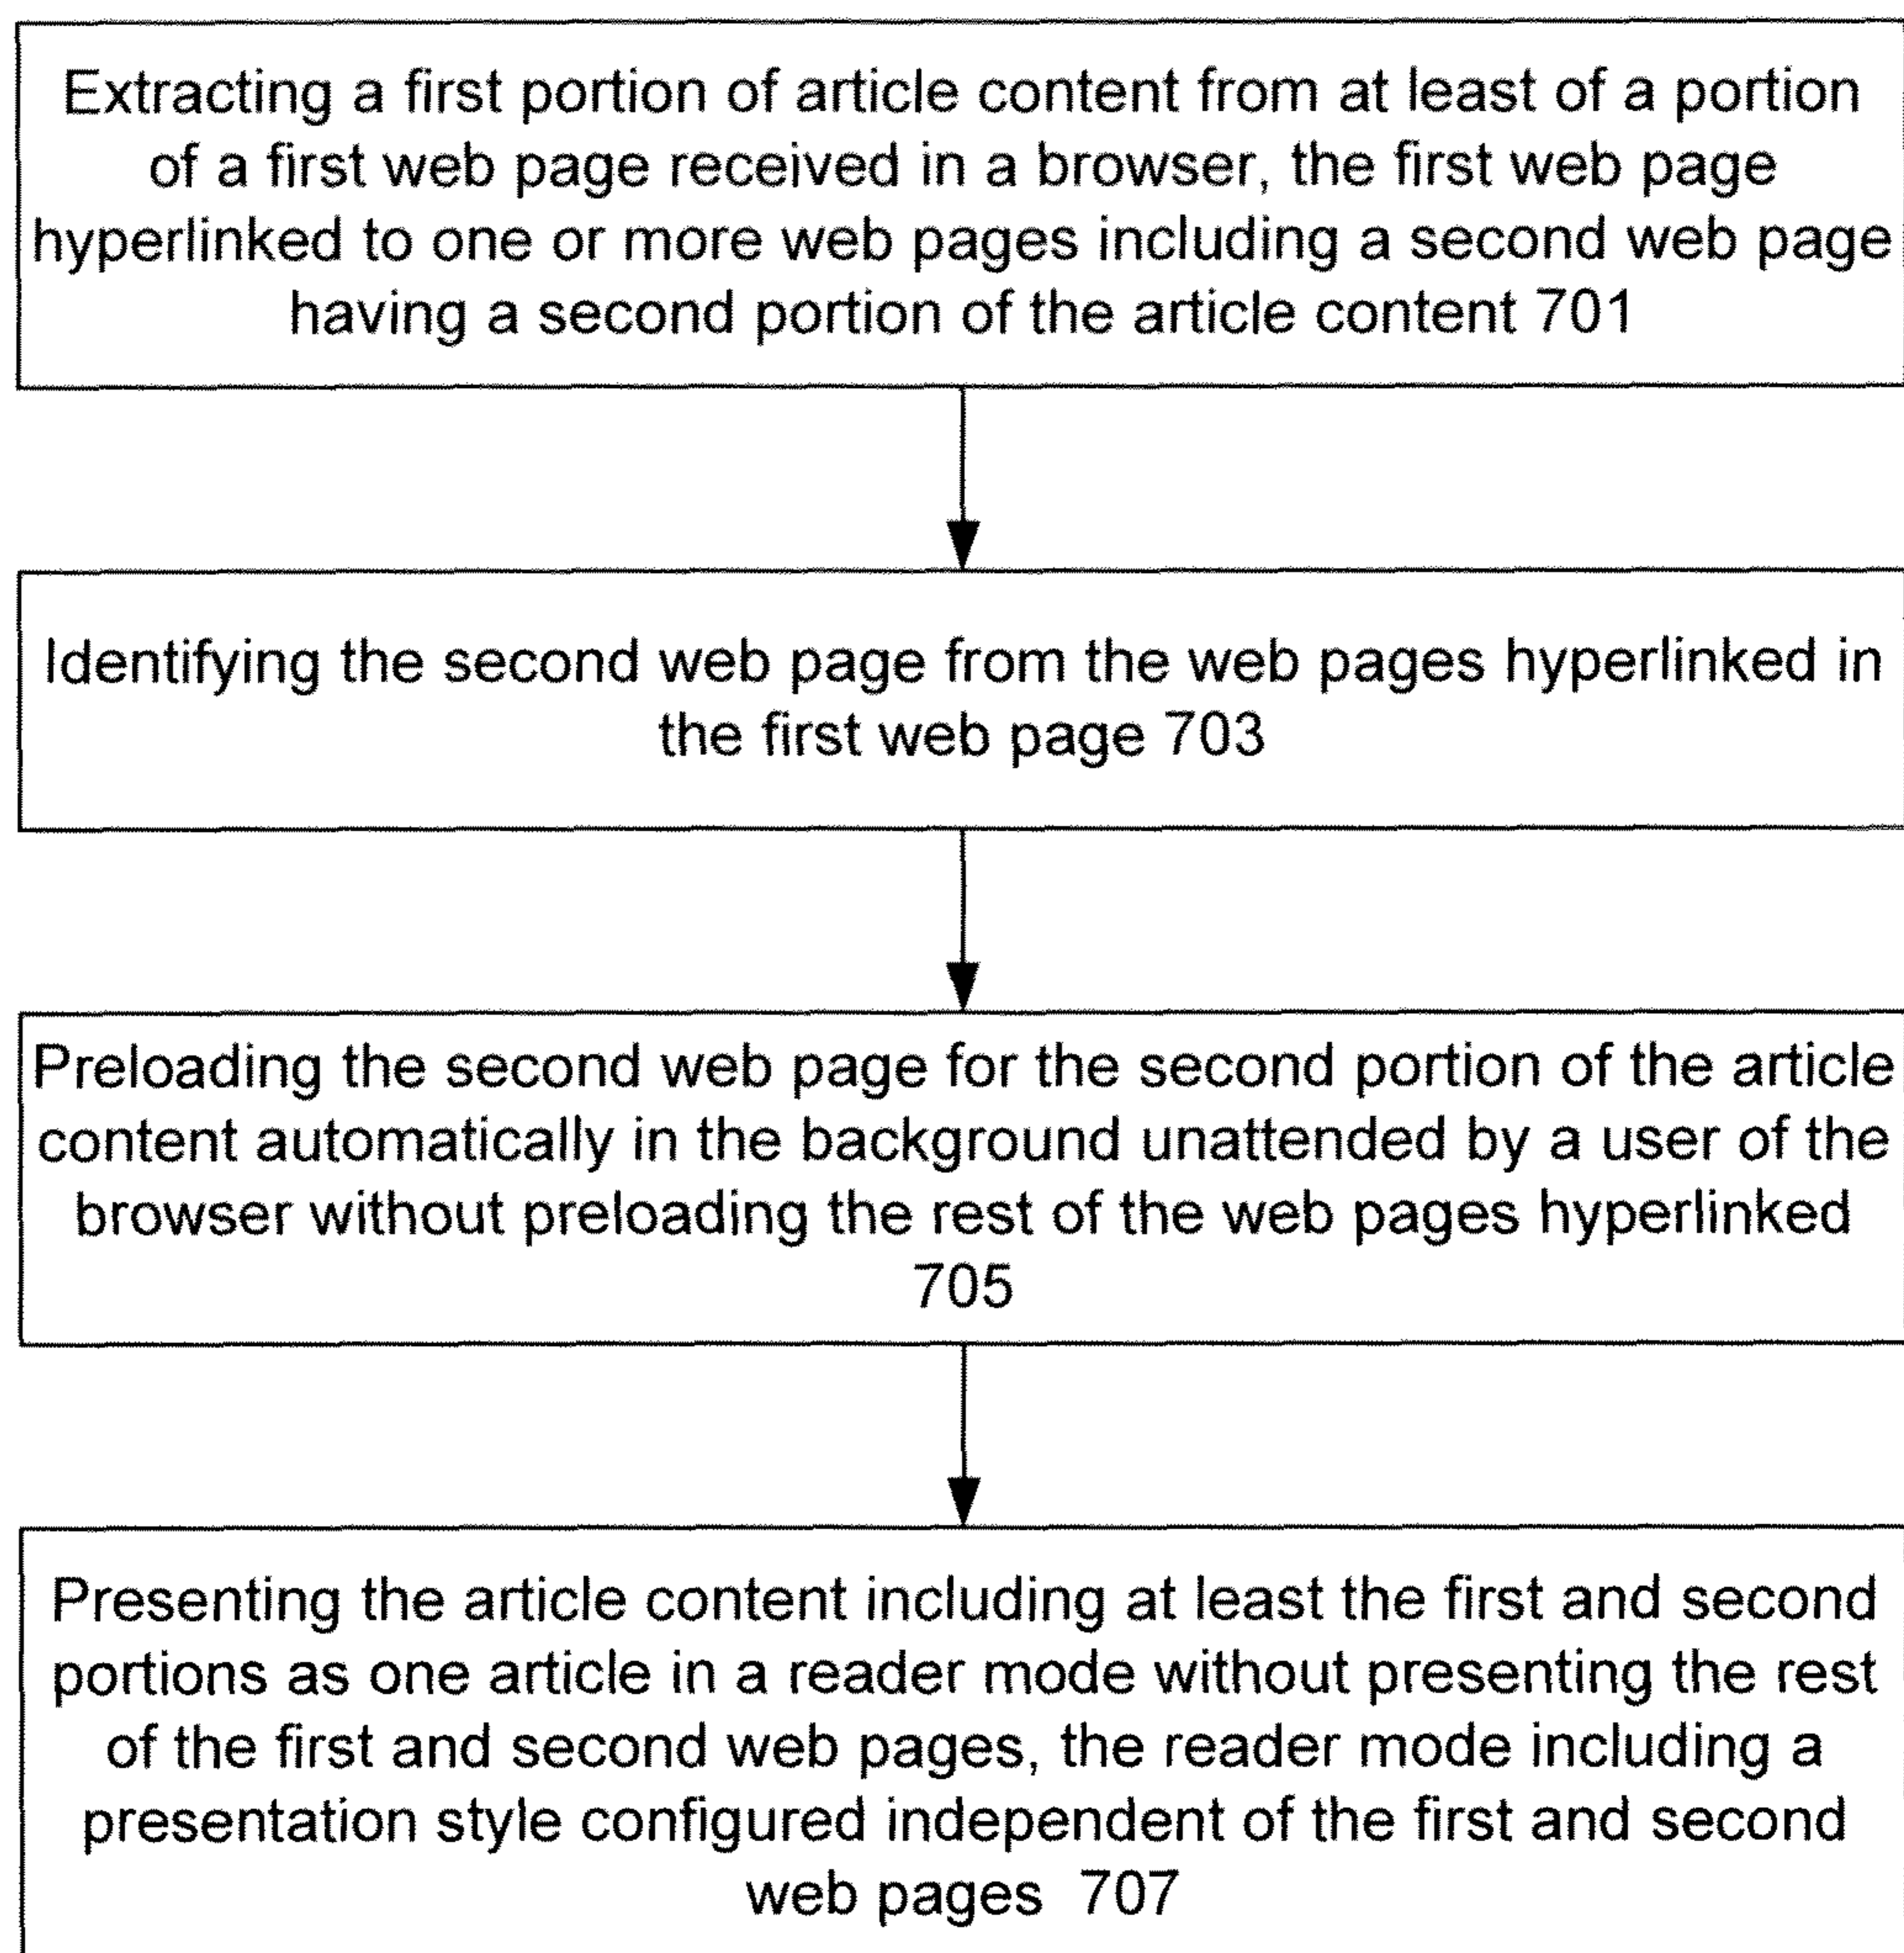 Extracting a first portion of article content from at least of a portion
of a first web page received in a browser, the first web page
hyperlinked to one or more web pages including a second web page
having a second portion of the article content 701
Identifying the second web page from the web pages hyperlinked in
the first web page 703
Preloading the second web page for the second portion of the article
content automatically in the background unattended by a user of the
browser without preloading the rest of the web pages hyperlinked
705
Presenting the article content including at least the first and second
portions as one article in a reader mode without presenting the rest
of the first and second web pages, the reader mode including a
presentation style configured independent of the first and second
web pages 707